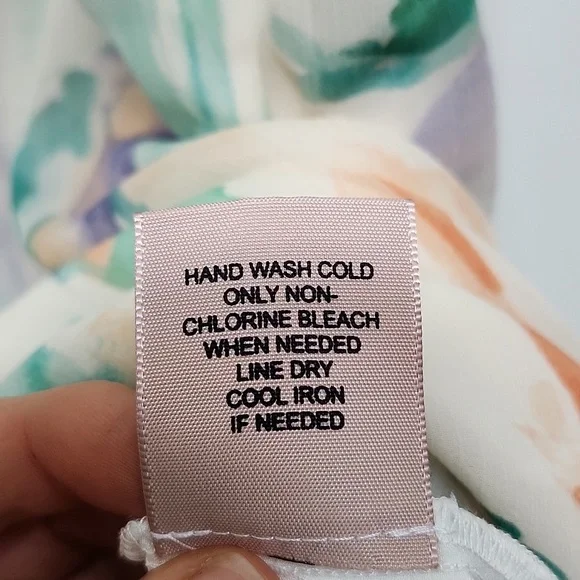 HAND WASH COLD
ONLY NON-
CHLORINE BLEACH
WHEN NEEDED
LINE DRY
COOL IRON
IF NEEDED